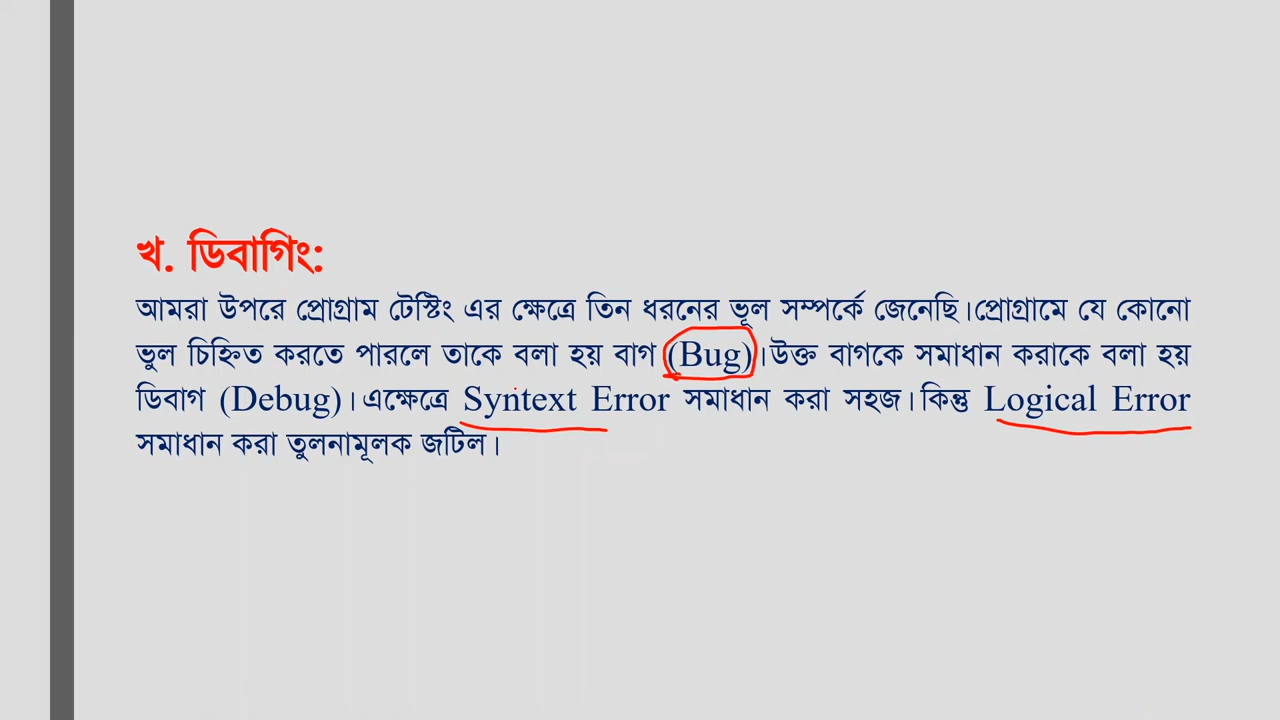 খ. ডিবাগিং:
আমরা উপরে প্রোগ্রাম টেস্টিং এর ক্ষেত্রে তিন ধরনের ভূল সম্পর্কে জেনেছি।প্রোগ্রামে যে কোনো
ভুল চিহ্নিত করতে পারলে তাকে বলা হয় বাগ (Bug)।উক্ত বাগকে সমাধান করাকে বলা হয়
ডিবাগ (Debug)।এক্ষেত্রে Syntext Error সমাধান করা সহজ।কিন্তু Logical Error
সমাধান করা তুলনামূলক জটিল।